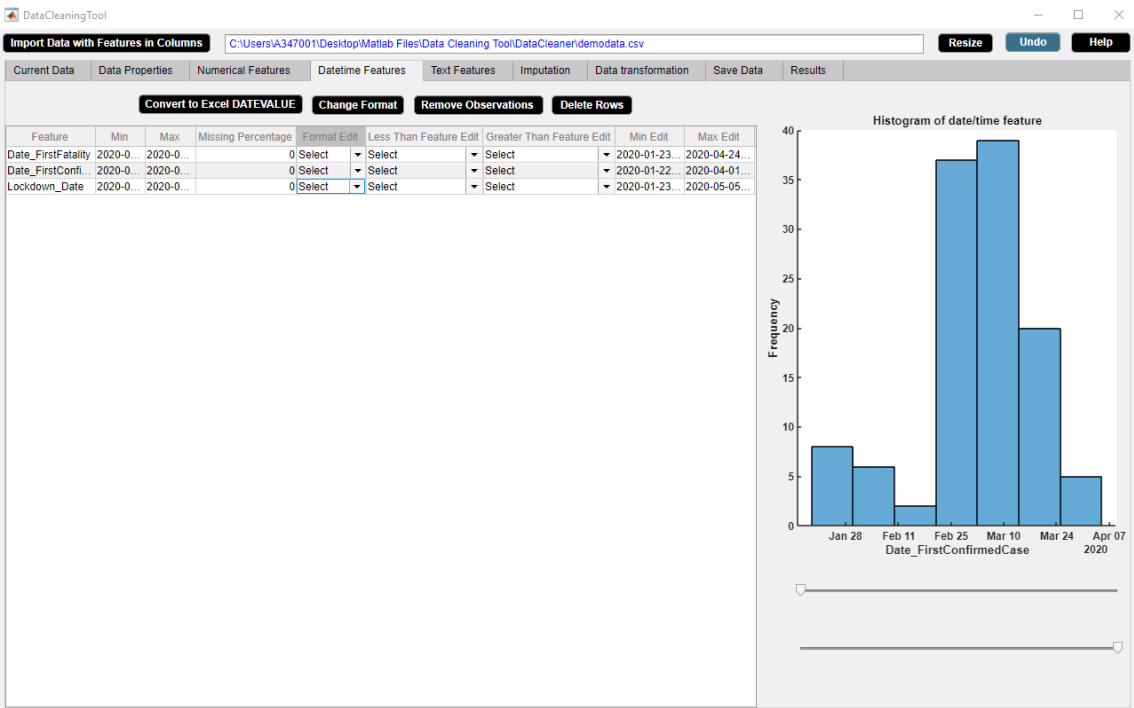 DataCleaningTool
Import Data with Features in Columns C:\Users\A347001\Desktop\Matlab Files\Data Cleaning Tool\DataCleaner\demodata.csv Resize Undo Help
Current Data Data Properties Numerical Features Datetime Features Text Features Imputation Data transformation Save Data Results
Convert to Excel DATEVALUE Change Format Remove Observations Delete Rows
Feature Min Max Missing Percentage Format Edit Less Than Feature Edit Greater Than Feature Edit Min Edit Max Edit
Date_FirstFatality 2020-0... 2020-0... 0 Select Select Select 2020-01-23... 2020-04-24...
Date_FirstConfi... 2020-0... 2020-0... 0 Select Select Select 2020-01-22... 2020-04-01...
Lockdown_Date 2020-0... 2020-0... 0 Select Select Select 2020-01-23... 2020-05-05...
Histogram of date/time feature
40
35
30
25
20
15
10
5
0
Frequency
Jan 28 Feb 11 Feb 25 Mar 10 Mar 24 Apr 07
Date_FirstConfirmedCase 2020